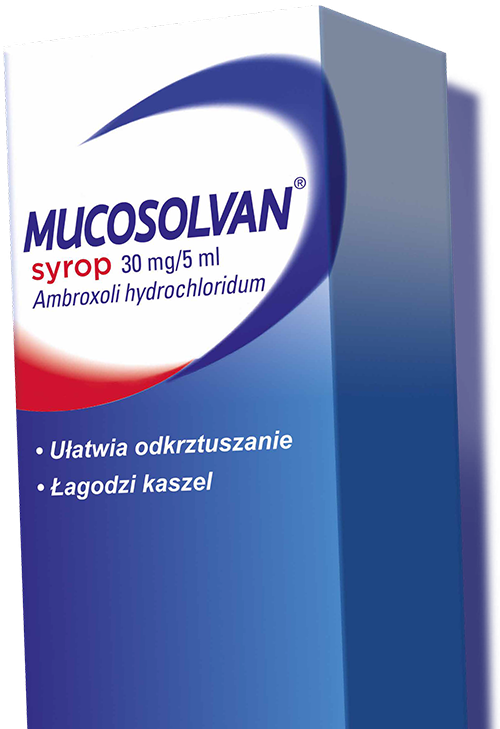 MUCOSOLVAN®
syrop 30 mg/5 ml
Ambroxoli hydrochloridum
• Ułatwia odkrztuszanie
• Łagodzi kaszel